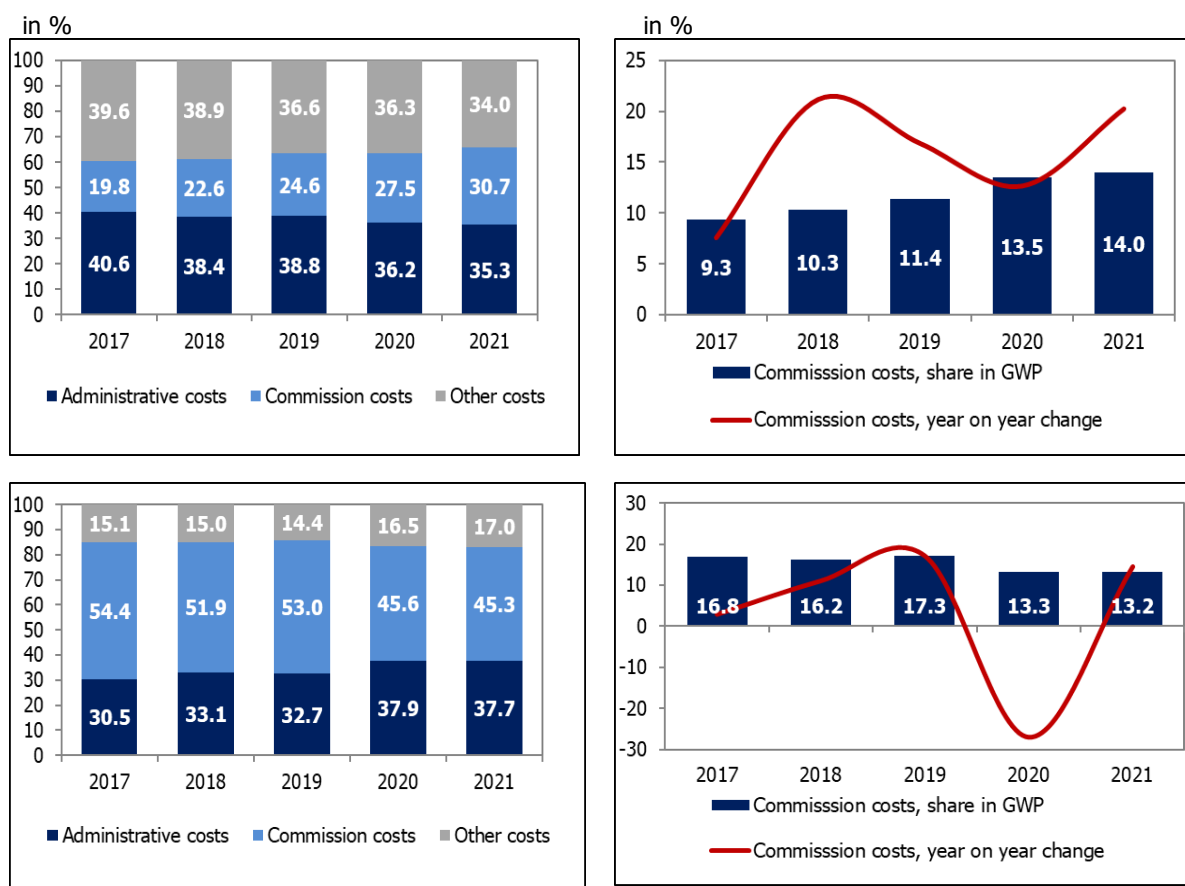 in %
100
90
80
70
60
50
40
30
20
10
0
39.6 38.9 36.6 36.3 34.0
19.8 22.6 24.6 27.5 30.7
40.6 38.4 38.8 36.2 35.3
2017 2018 2019 2020 2021
Administrative costs Commission costs Other costs
in %
25
20
15
10
5
0
9.3 10.3 11.4 13.5 14.0
2017 2018 2019 2020 2021
Commisssion costs, share in GWP
Commisssion costs, year on year change
100
90
80
70
60
50
40
30
20
10
0
15.1 15.0 14.4 16.5 17.0
54.4 51.9 53.0 45.6 45.3
30.5 33.1 32.7 37.9 37.7
2017 2018 2019 2020 2021
Administrative costs Commission costs Other costs
30
20
10
0
-10
-20
-30
16.8 16.2 17.3 13.3 13.2
2017 2018 2019 2020 2021
Commisssion costs, share in GWP
Commisssion costs, year on year change